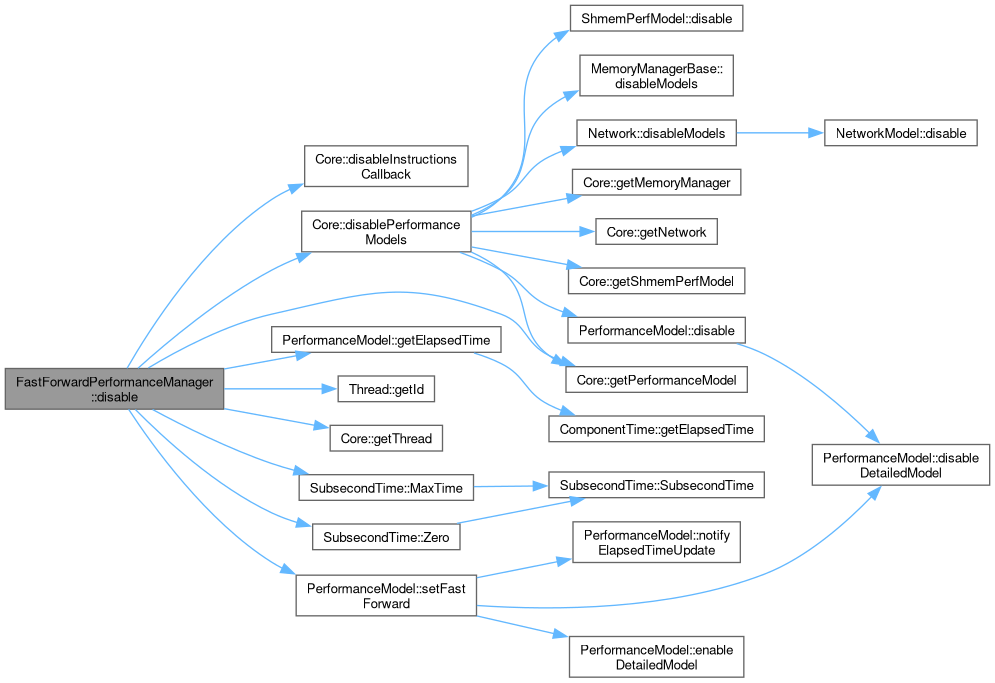 FastForwardPerformanceManager
::disable
Core::disableInstructions
Callback
Core::disablePerformance
Models
PerformanceModel::getElapsedTime
Thread::getId
Core::getThread
SubsecondTime::MaxTime
SubsecondTime::Zero
PerformanceModel::setFast
Forward
ShmemPerfModel::disable
MemoryManagerBase::
disableModels
Network::disableModels
Core::getMemoryManager
Core::getNetwork
Core::getShmemPerfModel
PerformanceModel::disable
Core::getPerformanceModel
ComponentTime::getElapsedTime
SubsecondTime::SubsecondTime
PerformanceModel::notify
ElapsedTimeUpdate
PerformanceModel::enable
DetailedModel
NetworkModel::disable
PerformanceModel::disable
DetailedModel